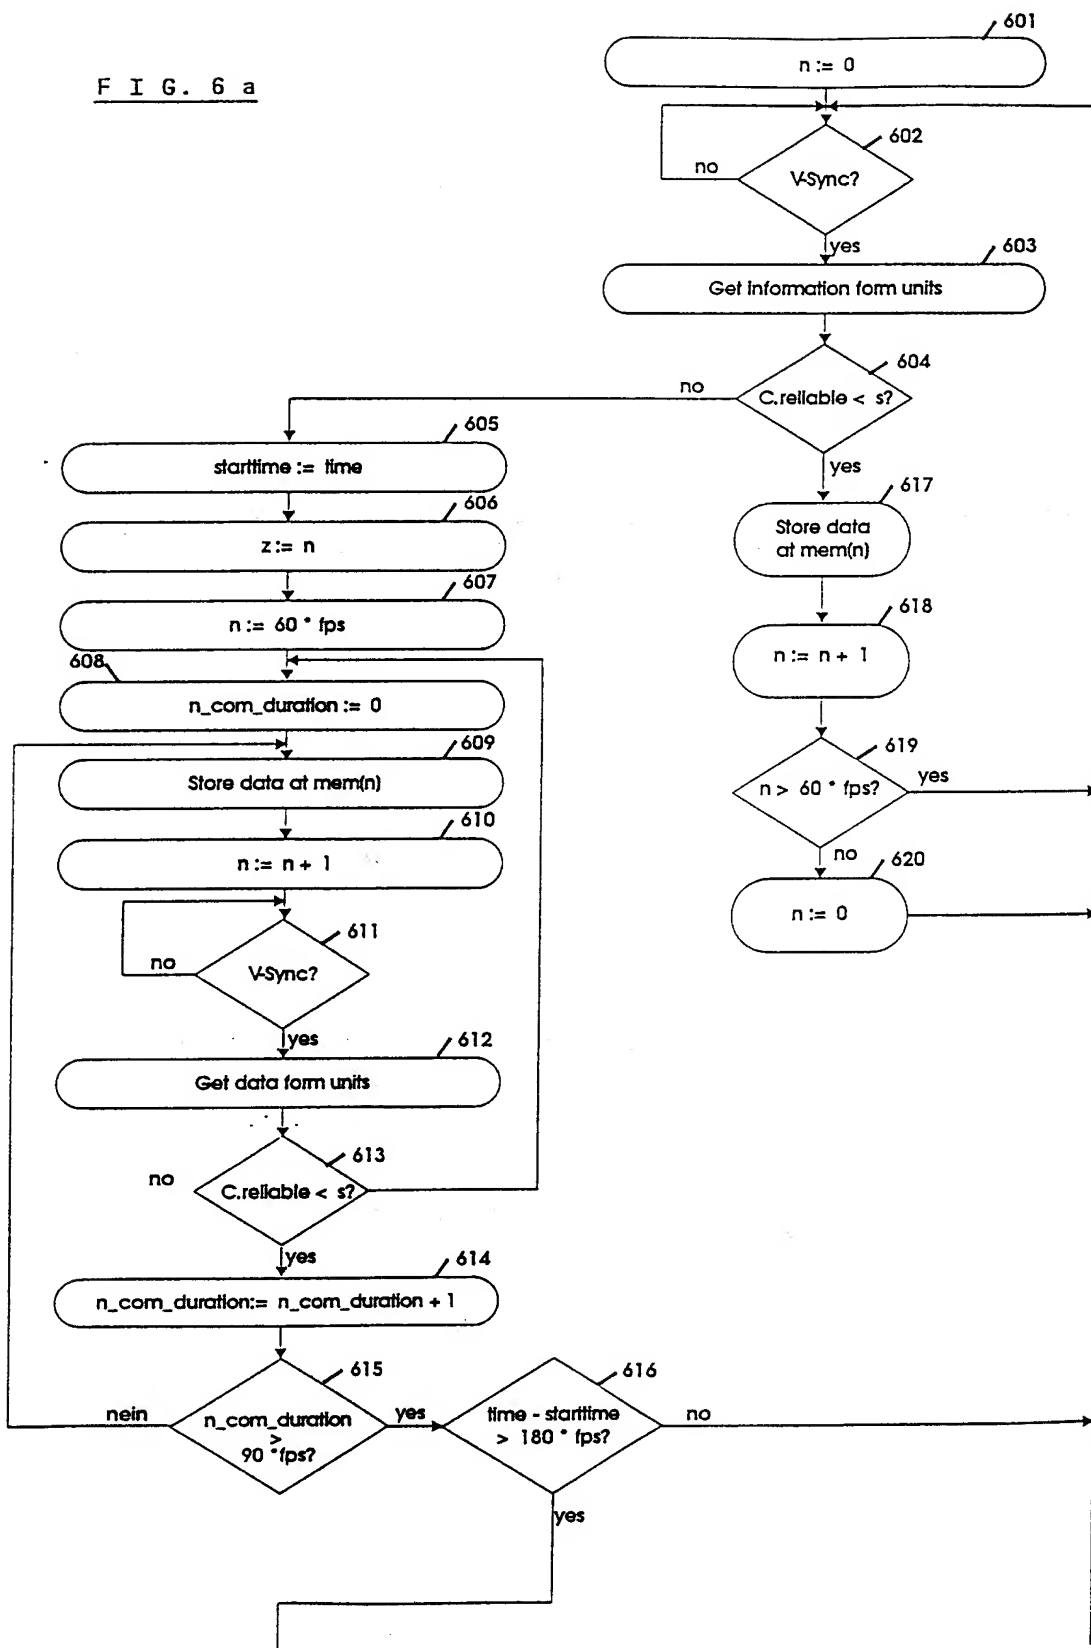 F I G. 6 a
601
n := 0
602
V-Sync?
no
yes
603
Get information form units
604
C.reliable < s?
no
yes
605
starttime := time
606
z := n
607
n := 60 * fps
608
n_com_duration := 0
609
Store data at mem(n)
610
n := n + 1
611
V-Sync?
no
yes
612
Get data form units
613
C.reliable < s?
no
yes
614
n_com_duration:= n_com_duration + 1
615
n_com_duration
>
90 *fps?
nein
yes
616
time - starttime
> 180 * fps?
no
yes
617
Store data
at mem(n)
618
n := n + 1
619
n > 60 * fps?
yes
no
620
n := 0